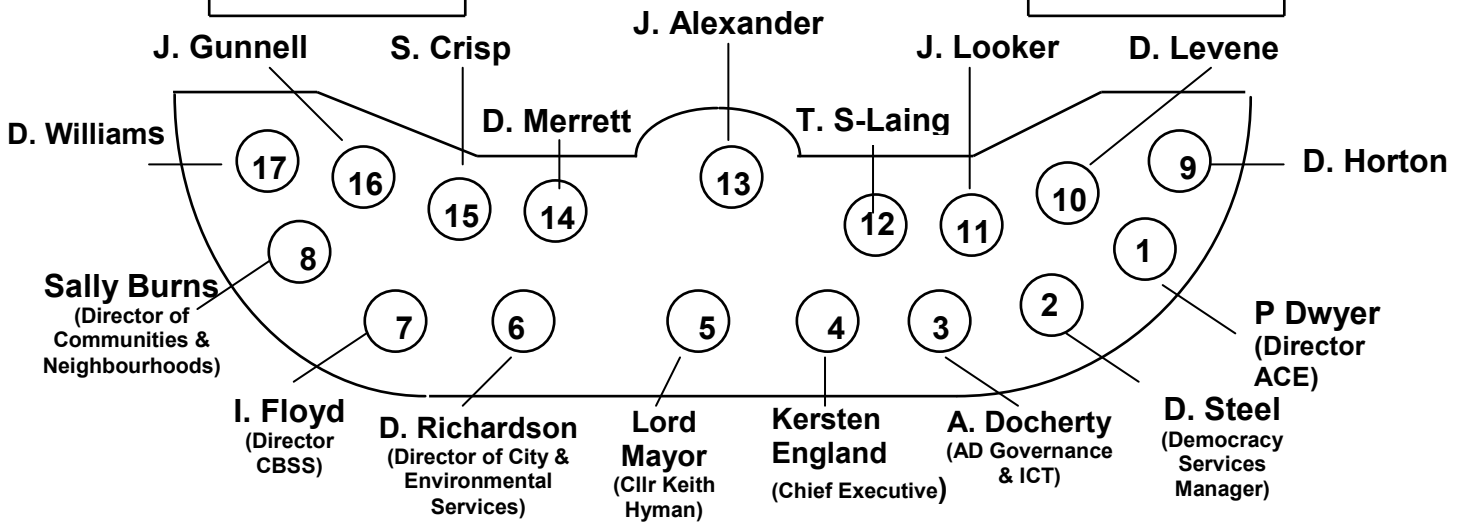 J. Alexander
J. Gunnell
S. Crisp
J. Looker
D. Levene
D. Williams
D. Merrett
T. S-Laing
D. Horton
17
16
15
14
13
12
11
10
9
8
7
6
5
4
3
2
1
Sally Burns
(Director of
Communities &
Neighbourhoods)
I. Floyd
(Director
CBSS)
D. Richardson
(Director of City &
Environmental
Services)
Lord
Mayor
(Cllr Keith
Hyman)
Kersten
England
(Chief Executive)
A. Docherty
(AD Governance
& ICT)
D. Steel
(Democracy
Services
Manager)
P Dwyer
(Director
ACE)